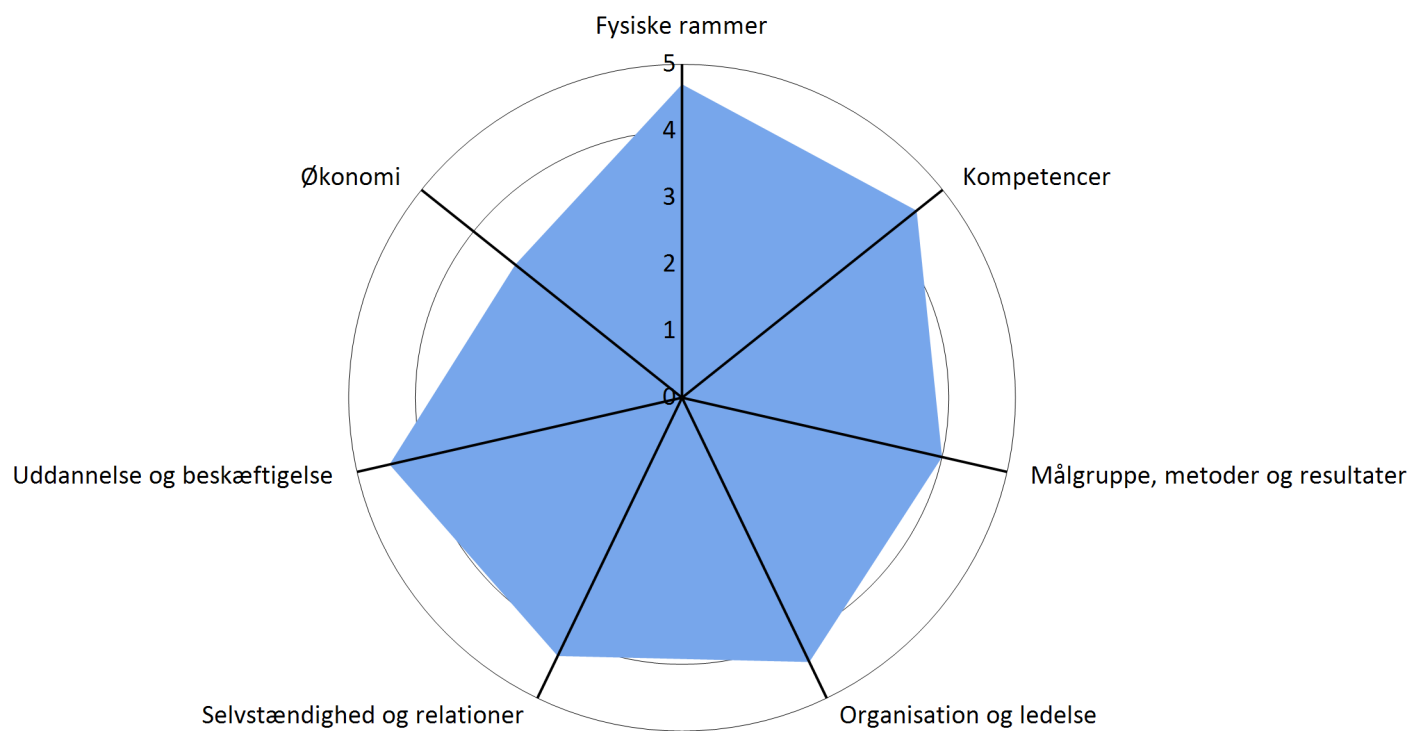 Fysiske rammer
5
4
Økonomi
Kompetencer
3
2
1
0
Uddannelse og beskæftigelse
Målgruppe, metoder og resultater
Selvstændighed og relationer
Organisation og ledelse